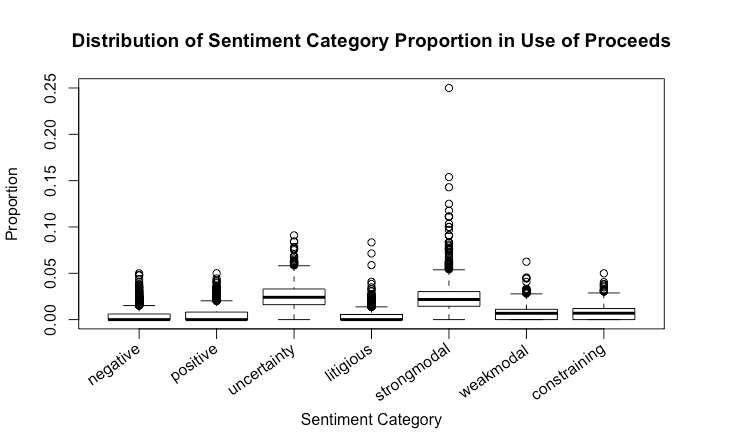 Distribution of Sentiment Category Proportion in Use of Proceeds
Proportion
0.25
0.20
0.15
0.10
0.05
0.00
negative
positive
uncertainty
litigious
strongmodal
weakmodal
constraining
Sentiment Category